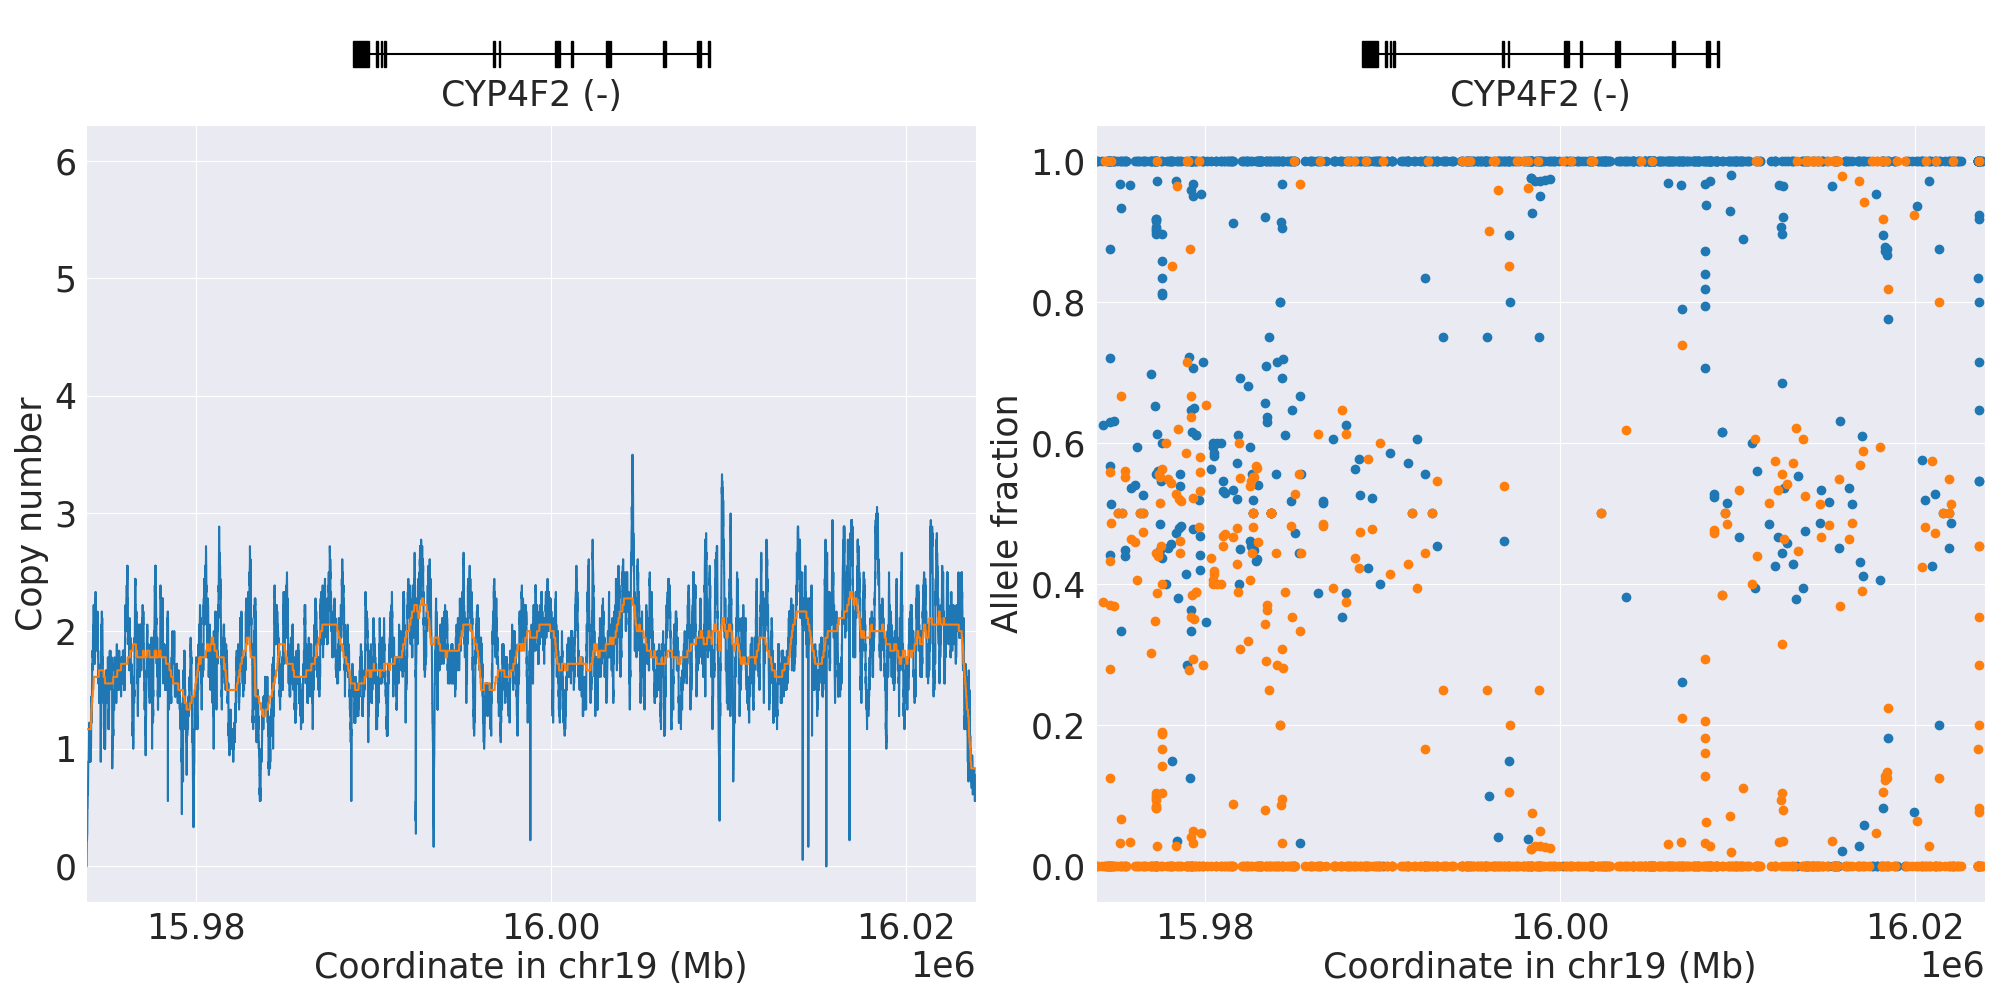 CYP4F2 (-)
6
5
4
3
2
1
0
Copy number
15.98
16.00
16.02
Coordinate in chr19 (Mb)
1e6
CYP4F2 (-)
1.0
0.8
0.6
0.4
0.2
0.0
Allele fraction
15.98
16.00
16.02
Coordinate in chr19 (Mb)
1e6